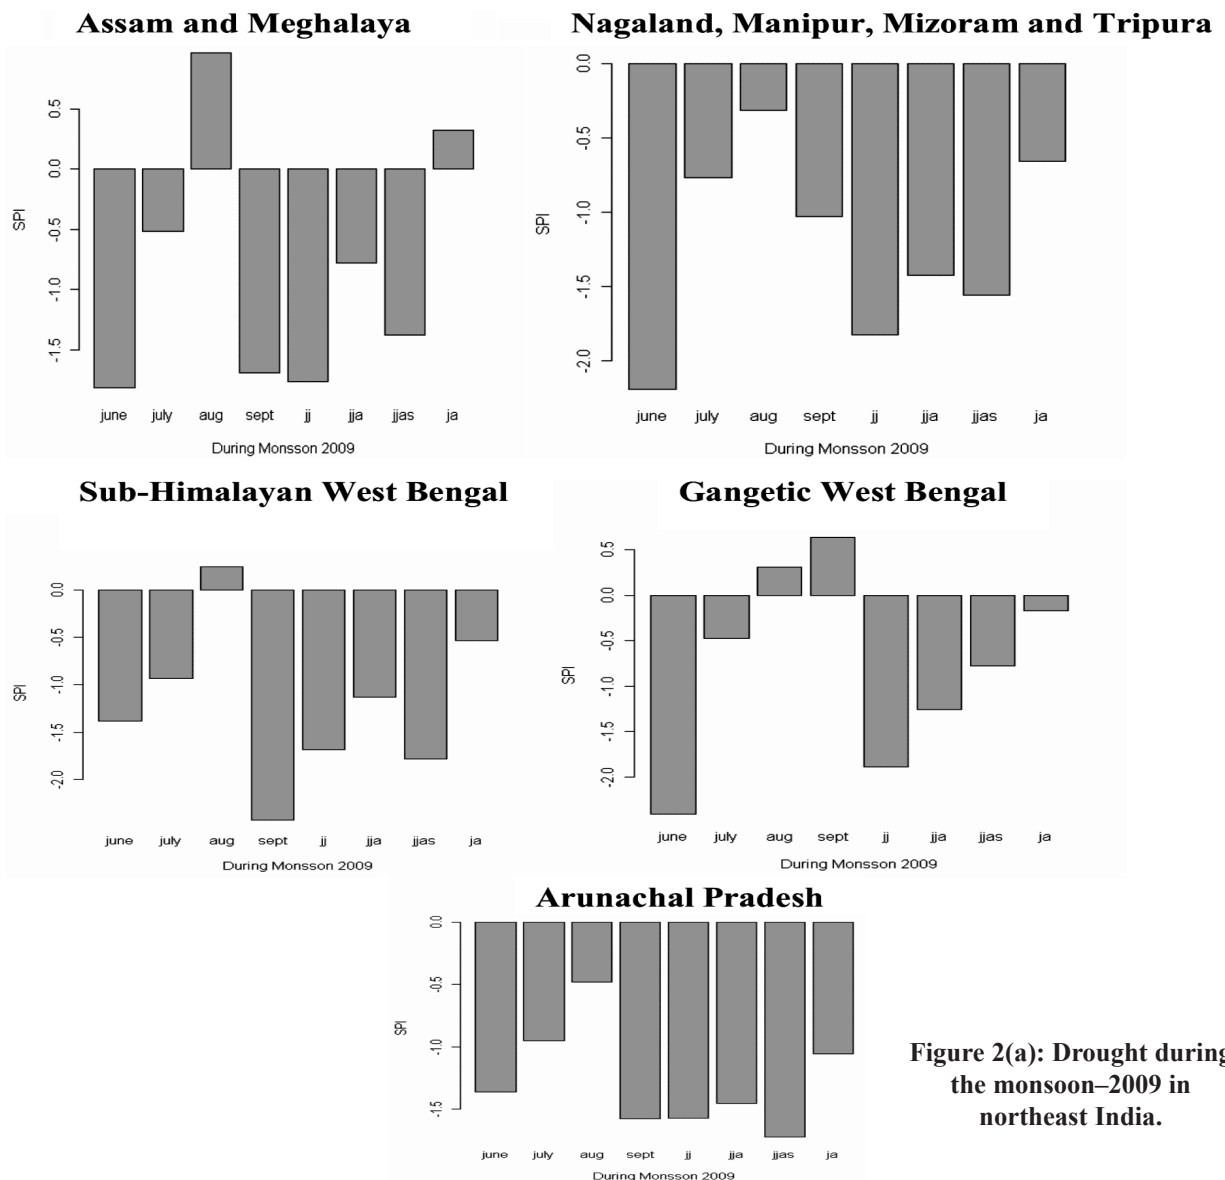 Assam and Meghalaya
0.5
0.0
-0.5
-1.0
-1.5
SPI
june july aug sept jj jja jjas ja
During Monsson 2009
Nagaland, Manipur, Mizoram and Tripura
0.0
-0.5
-1.0
-1.5
-2.0
SPI
june july aug sept jj jja jjas ja
During Monsson 2009
Sub-Himalayan West Bengal
0.0
-0.5
-1.0
-1.5
-2.0
SPI
june july aug sept jj jja jjas ja
During Monsson 2009
Gangetic West Bengal
0.5
0.0
-0.5
-1.0
-1.5
-2.0
SPI
june july aug sept jj jja jjas ja
During Monsson 2009
Arunachal Pradesh
0.0
-0.5
-1.0
-1.5
SPI
june july aug sept jj jja jjas ja
During Monsson 2009
Figure 2(a): Drought during
the monsoon–2009 in
northeast India.